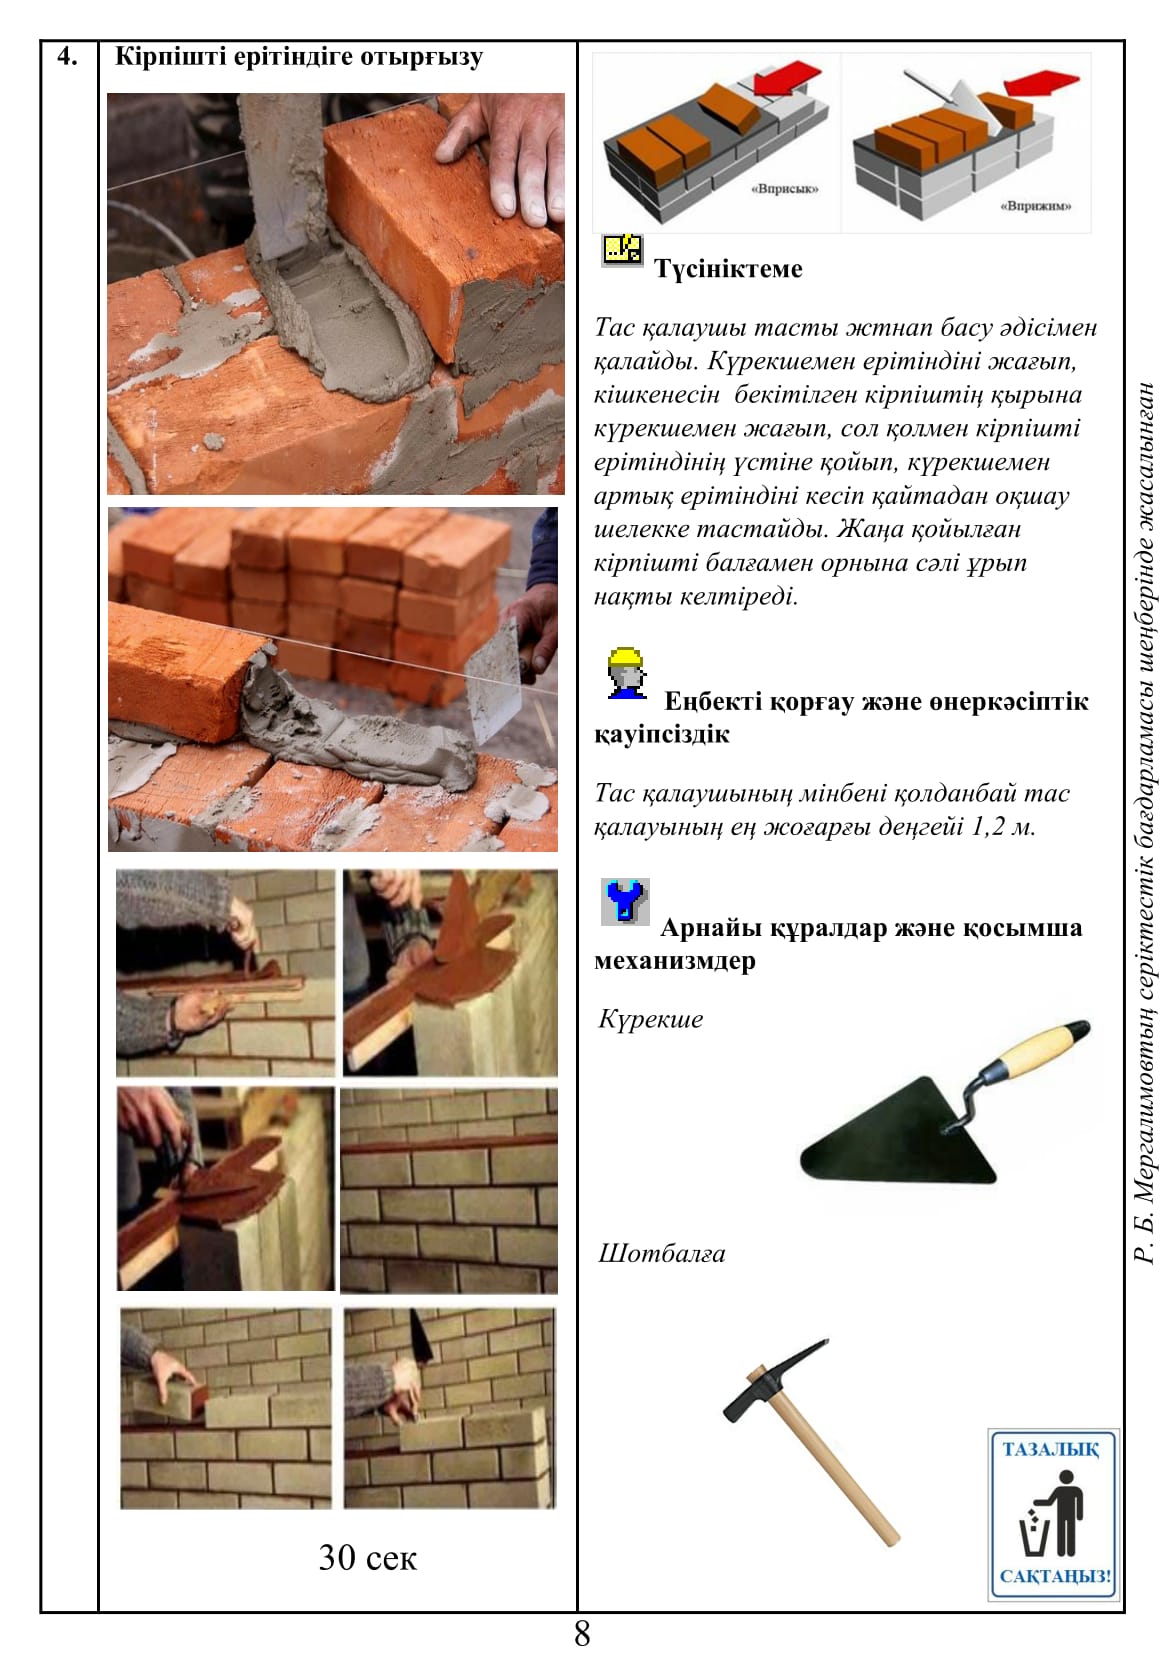 4.
Кірпішті ерітіндіге отырғызу
30 сек
«Вприсык»
«Вприжим»
Түсініктеме
Тас қалаушы тасты жтнап басу әдісімен
қалайды. Күрекшемен ерітіндіні жағып,
кішкенесін бекітілген кірпіштің қырына
күрекшемен жағып, сол қолмен кірпішті
ерітіндінің үстіне қойып, күрекшемен
артық ерітіндіні кесіп қайтадан оқшау
шелекке тастайды. Жаңа қойылған
кірпішті балғамен орнына сәлі ұрып
нақты келтіреді.
Еңбекті қорғау және өнеркәсіптік
қауіпсіздік
Тас қалаушының мінбені қолданбай тас
қалауының ең жоғарғы деңгейі 1,2 м.
Арнайы құралдар және қосымша
механизмдер
Күрекше
Шотбалға
ТАЗАЛЫҚ
САҚТАҢЫЗ!
Р. Б. Мергалимовтың серіктестік бағдарламасы шеңберінде жасалынған
8